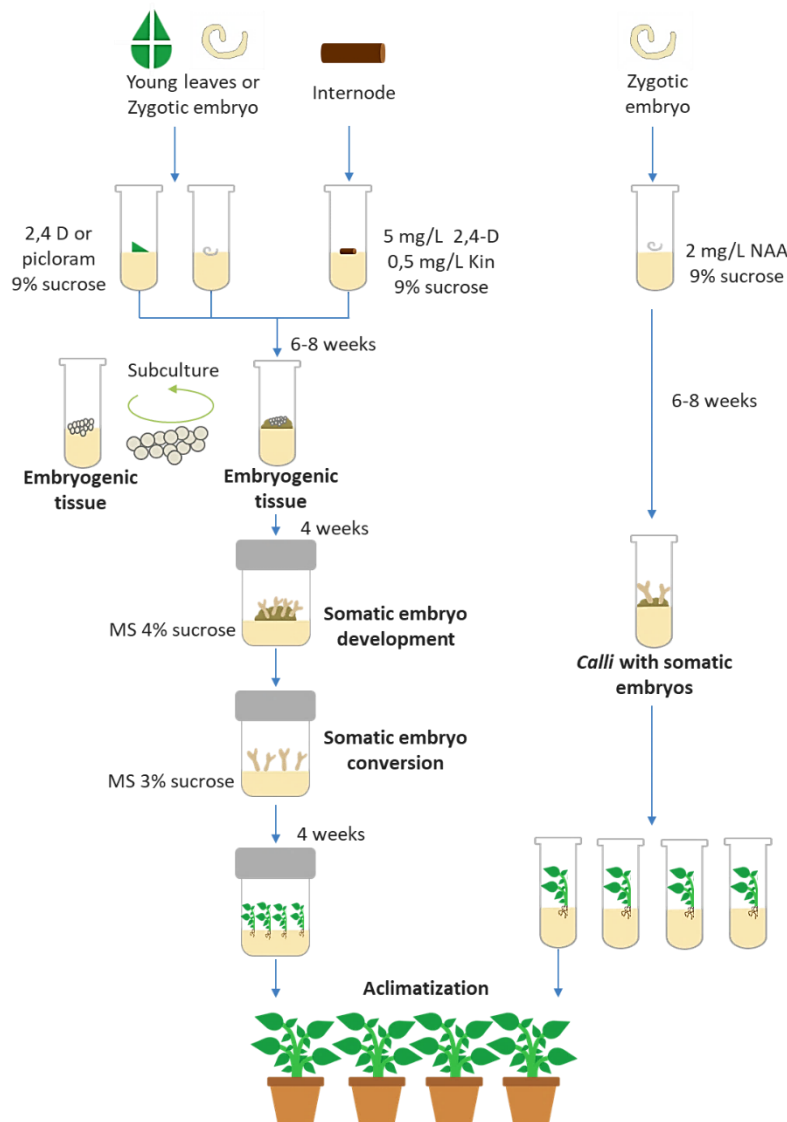 Young leaves or
Zygotic embryo
Internode
Zygotic
embryo
2,4 D or
picloram
9% sucrose
5 mg/L 2,4-D
0,5 mg/L Kin
9% sucrose
2 mg/L NAA
9% sucrose
6-8 weeks
Subculture
6-8 weeks
Embryogenic
tissue
Embryogenic
tissue
4 weeks
MS 4% sucrose
Somatic embryo
development
Calli with somatic
embryos
Somatic embryo
conversion
MS 3% sucrose
4 weeks
Aclimatization